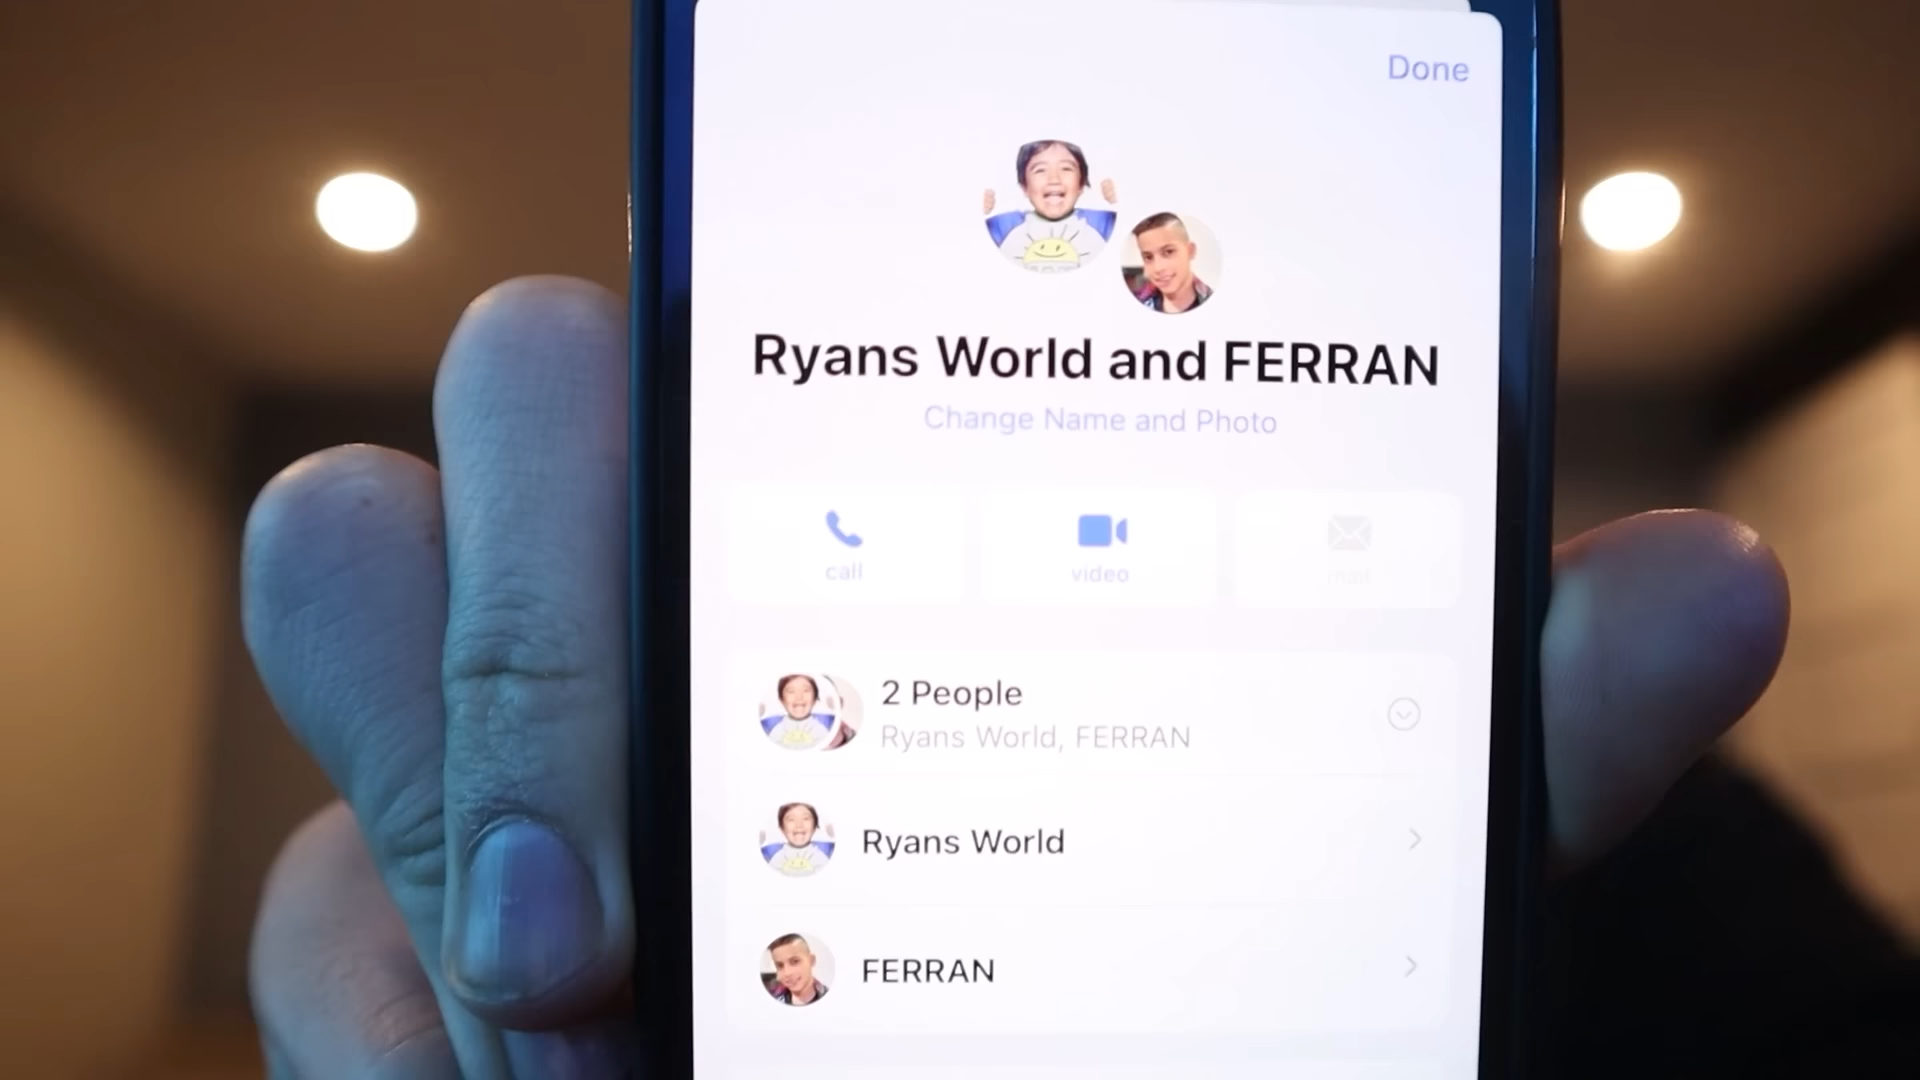 Done
Ryans World and FERRAN
Change Name and Photo
call
video
mail
2 People
Ryans World, FERRAN
Ryans World
FERRAN